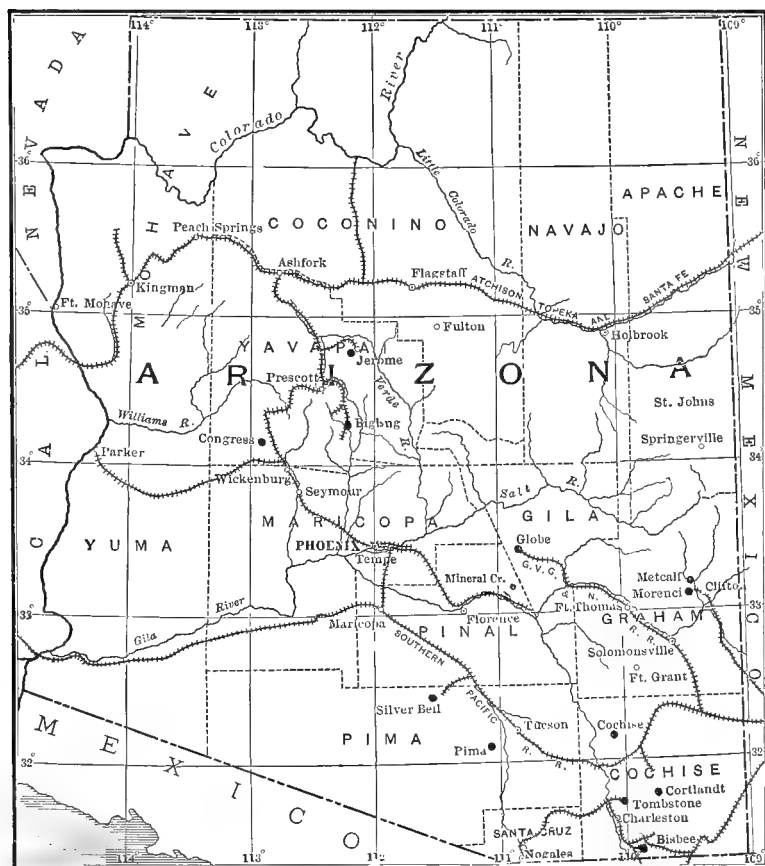 114° 113° 112° 111° 110° 109°
NEVADA
MOHAVE
Colorado
River
Little Colorado R.
36
36
APACHE
COCONINO
NAVAJO
NEW MEXICO
Peach Springs
Ashfork
Kingman
Flagstaff
ATCHISON TOPEKA AND SANTA FE
35
35
Ft. Mohave
Fulton
Holbrook
YAVAPAI
Jerome
ARIZONA
Prescott
Verde R.
St. Johns
Williams R.
Bigbug
Congress
Springerville
CAL
Parker
34
34
Wickenburg
Seymour
Salt R.
MARICOPA
GILA
YUMA
PHOENIX
Globe
Tempe
G.V.G. & N. R.R.
Mineral Cr.
Metcalf
Morenci
Clifto
Ft. Thomas
33
33
Gila River
Maricopa
Florence
GRAHAM
PINAL
Solomonsville
SOUTHERN PACIFIC R. R.
Ft. Grant
Silver Bell
MEXICO
Tucson
Cochise
PIMA
Pima
32
32
COCHISE
Cortlandt
Tombstone
SANTA CRUZ
Charleston
Bisbee
Nogales
114° 113° 112° 111° 110° 109°